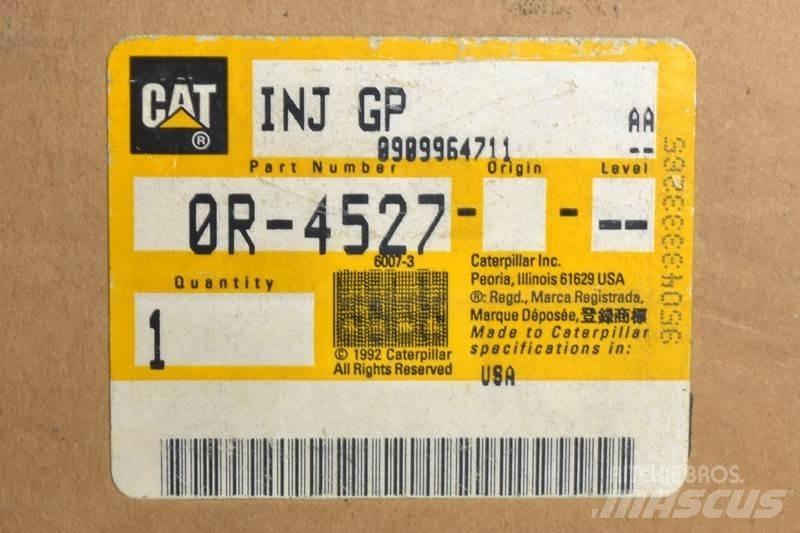 CAT ®
INJ GP
AA
0909964711 --
Part Number Origin Level
0R-4527- - --
6007-3
Quantity
1
© 1992 Caterpillar
All Rights Reserved
Caterpillar Inc.
Peoria, Illinois 61629 USA
®: Regd., Marca Registrada,
Marque Déposée, 登録商標
Made to Caterpillar
specifications in:
USA
RITCHIE BROS.
MASCUS